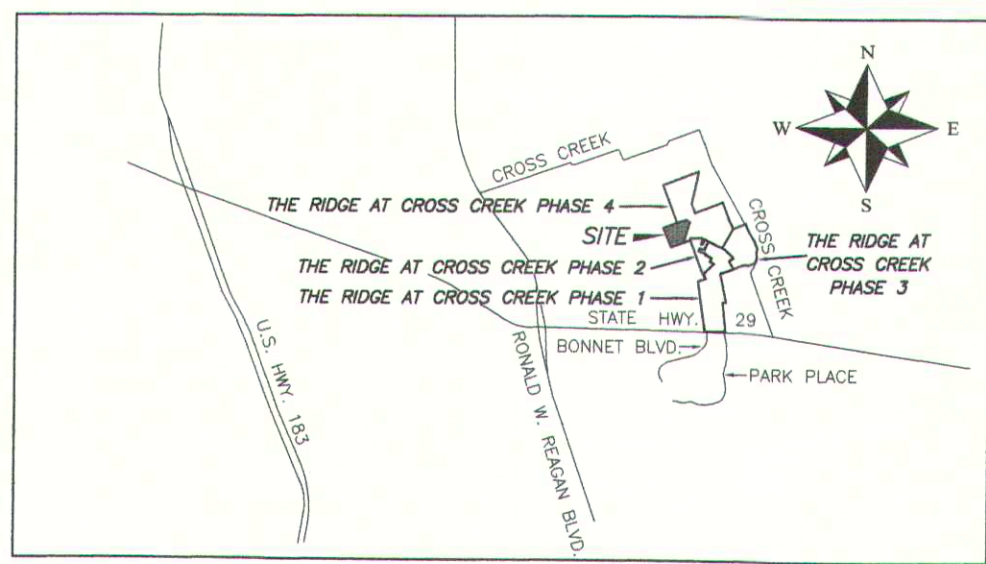 N
W
E
S
CROSS CREEK
THE RIDGE AT CROSS CREEK PHASE 4
SITE
CROSS CREEK
THE RIDGE AT
CROSS CREEK
PHASE 3
THE RIDGE AT CROSS CREEK PHASE 2
THE RIDGE AT CROSS CREEK PHASE 1
STATE HWY. 29
BONNET BLVD.
PARK PLACE
U.S. HWY. 183
RONALD W. REAGAN BLVD.